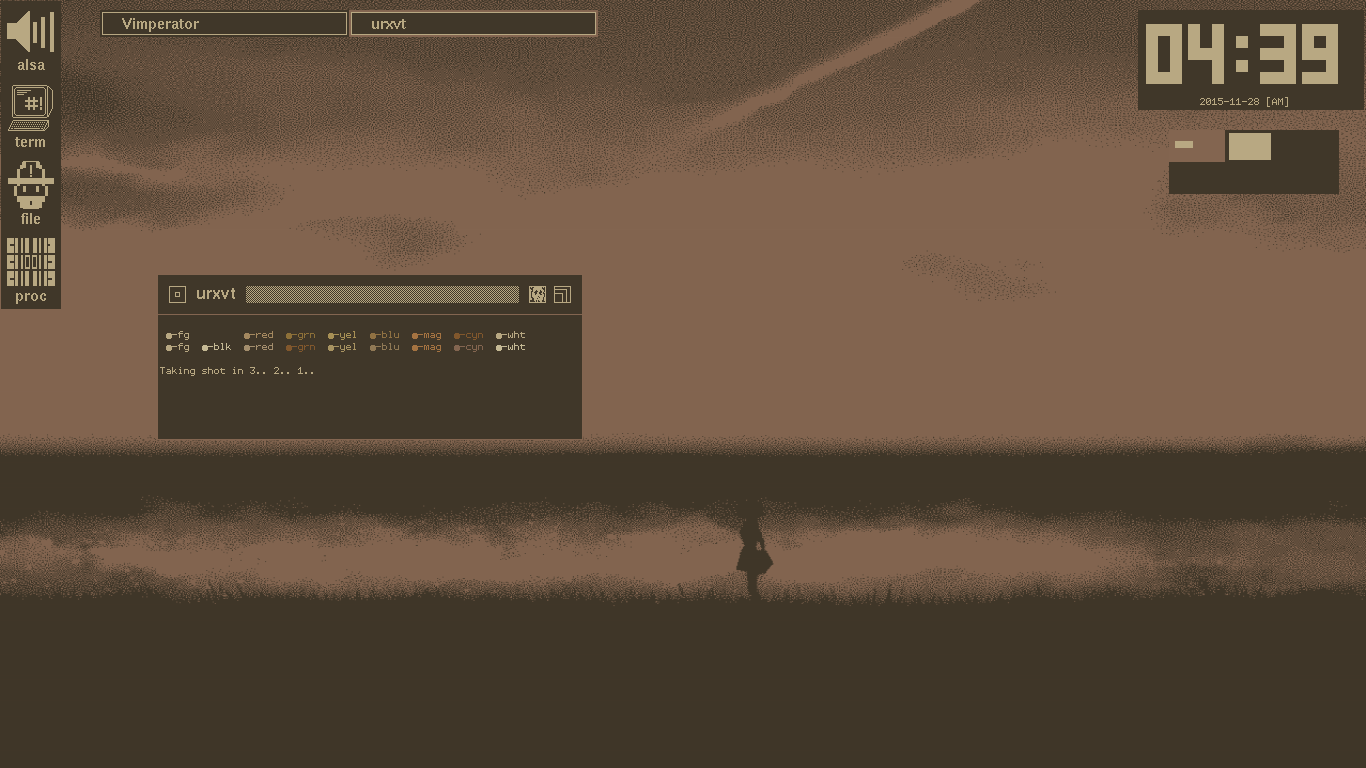 Vimperator
urxvt
04:39
2015-11-28 [AM]
alsa
#!
term
!
file
proc
urxvt
-fg -red -grn -yel -blu -mag -cyn -wht
-fg -blk -red -grn -yel -blu -mag -cyn -wht
Taking shot in 3.. 2.. 1..